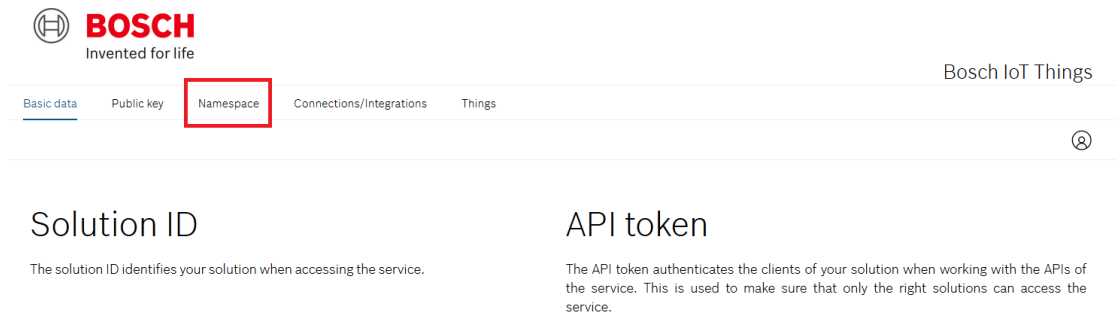 BOSCH
Invented for life
Bosch IoT Things
Basic data Public key Namespace Connections/Integrations Things
Solution ID
The solution ID identifies your solution when accessing the service.
API token
The API token authenticates the clients of your solution when working with the APIs of
the service. This is used to make sure that only the right solutions can access the
service.